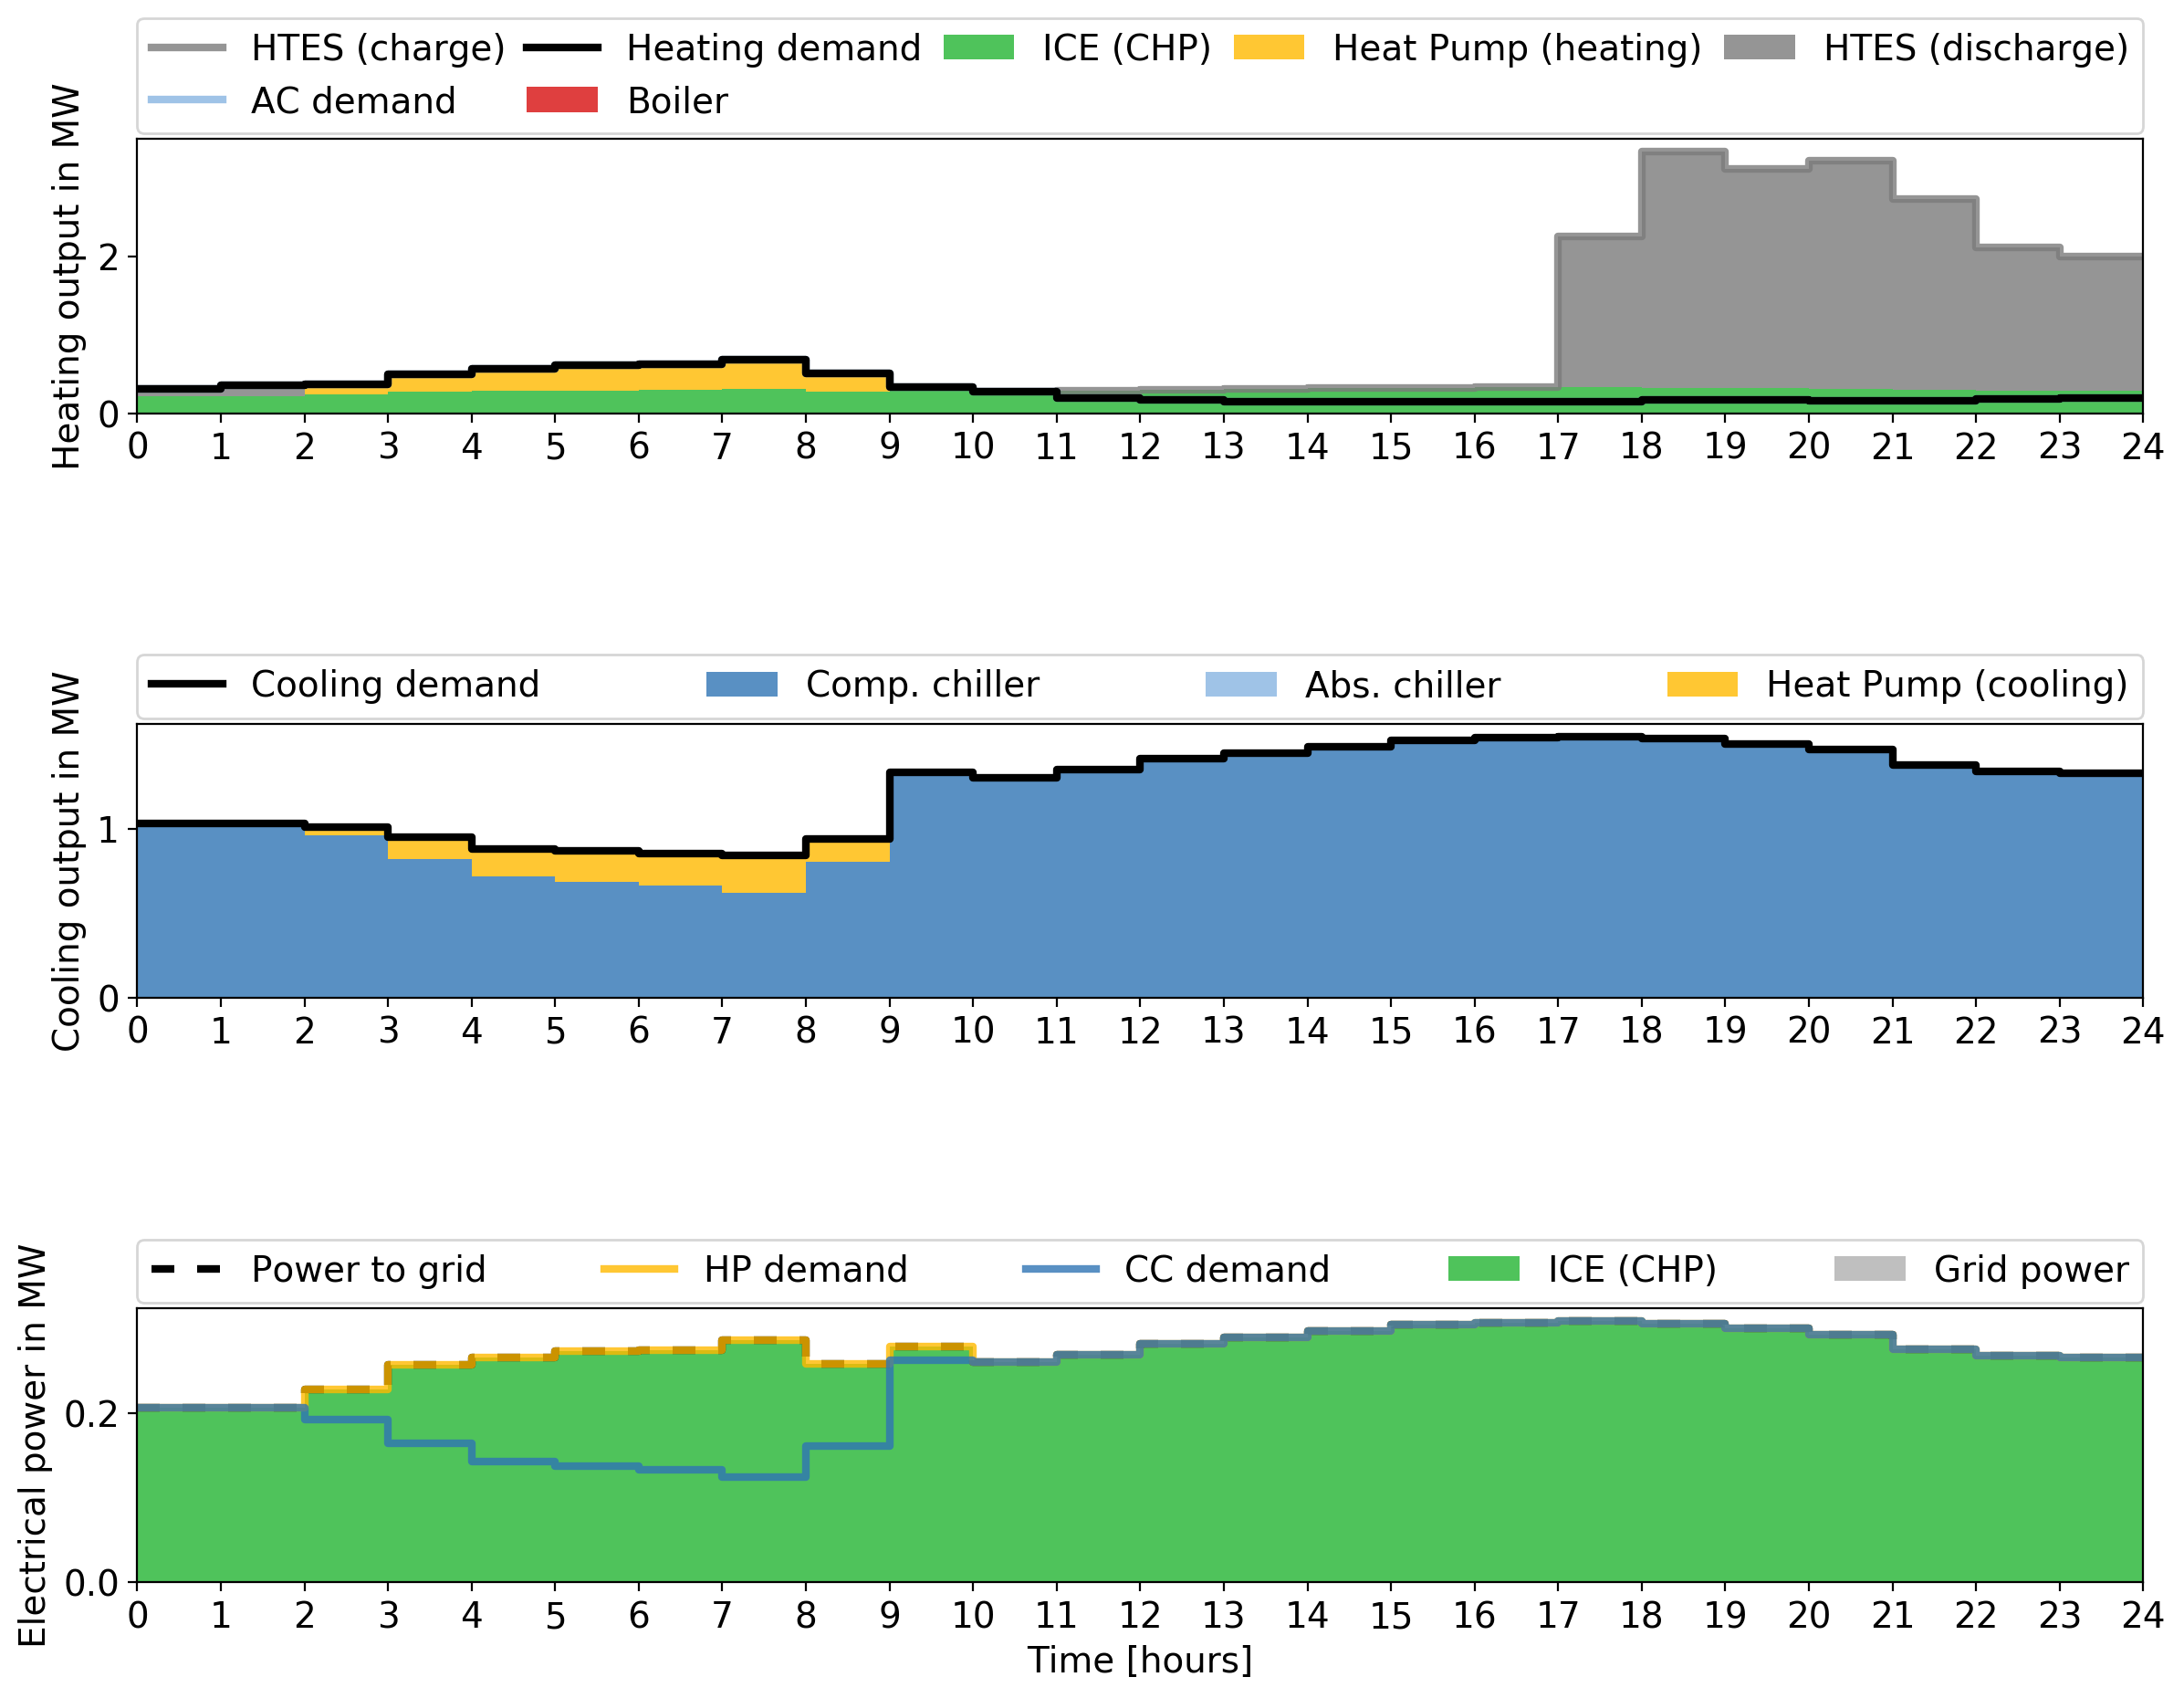 HTES (charge) Heating demand ICE (CHP) Heat Pump (heating) HTES (discharge)
AC demand Boiler
Heating output in MW
2
0
0 1 2 3 4 5 6 7 8 9 10 11 12 13 14 15 16 17 18 19 20 21 22 23 24
Cooling demand Comp. chiller Abs. chiller Heat Pump (cooling)
Cooling output in MW
1
0
0 1 2 3 4 5 6 7 8 9 10 11 12 13 14 15 16 17 18 19 20 21 22 23 24
Power to grid HP demand CC demand ICE (CHP) Grid power
Electrical power in MW
0.2
0.0
0 1 2 3 4 5 6 7 8 9 10 11 12 13 14 15 16 17 18 19 20 21 22 23 24
Time [hours]